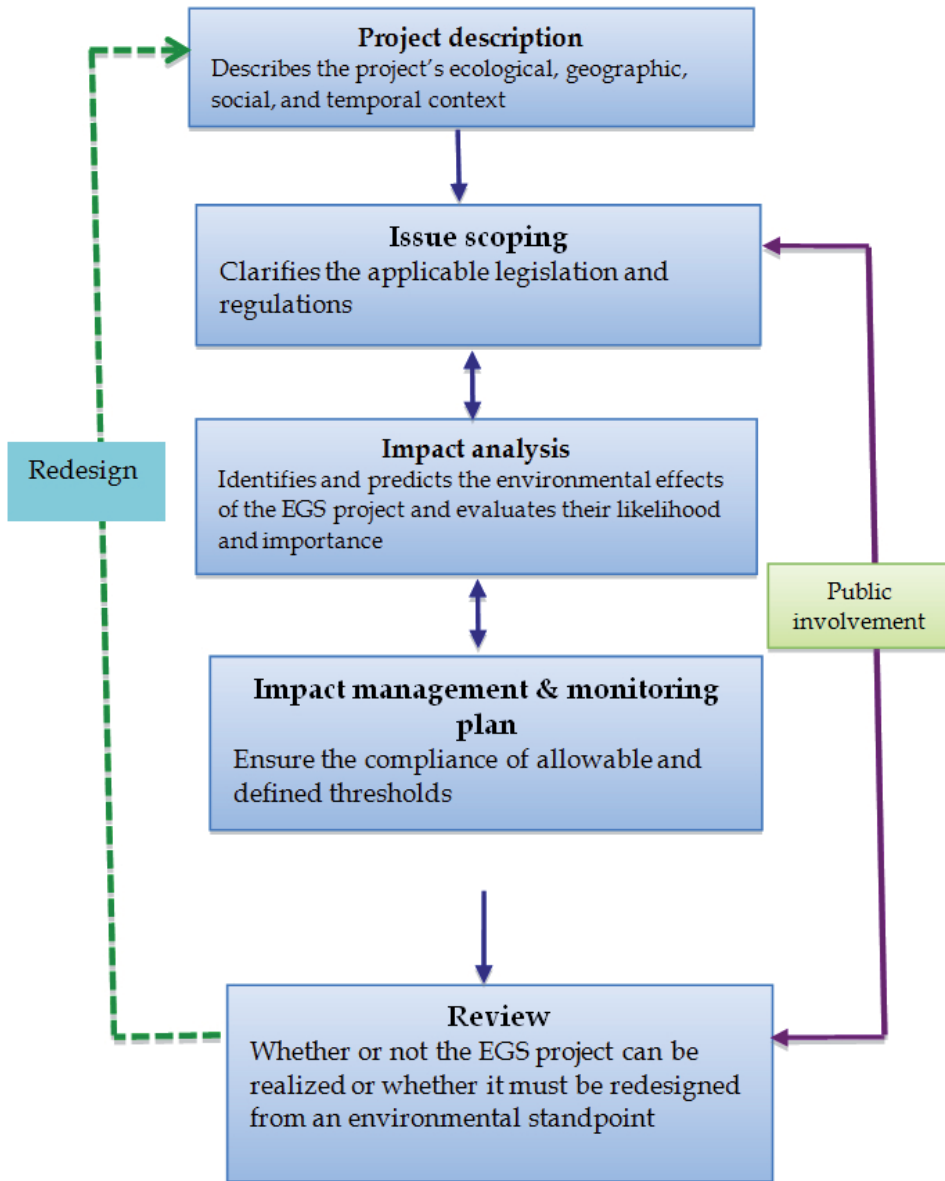 Project description
Describes the project's ecological, geographic,
social, and temporal context
Issue scoping
Clarifies the applicable legislation and
regulations
Impact analysis
Identifies and predicts the environmental effects
of the EGS project and evaluates their likelihood
and importance
Redesign
Public
involvement
Impact management & monitoring
plan
Ensure the compliance of allowable and
defined thresholds
Review
Whether or not the EGS project can be
realized or whether it must be redesigned
from an environmental standpoint